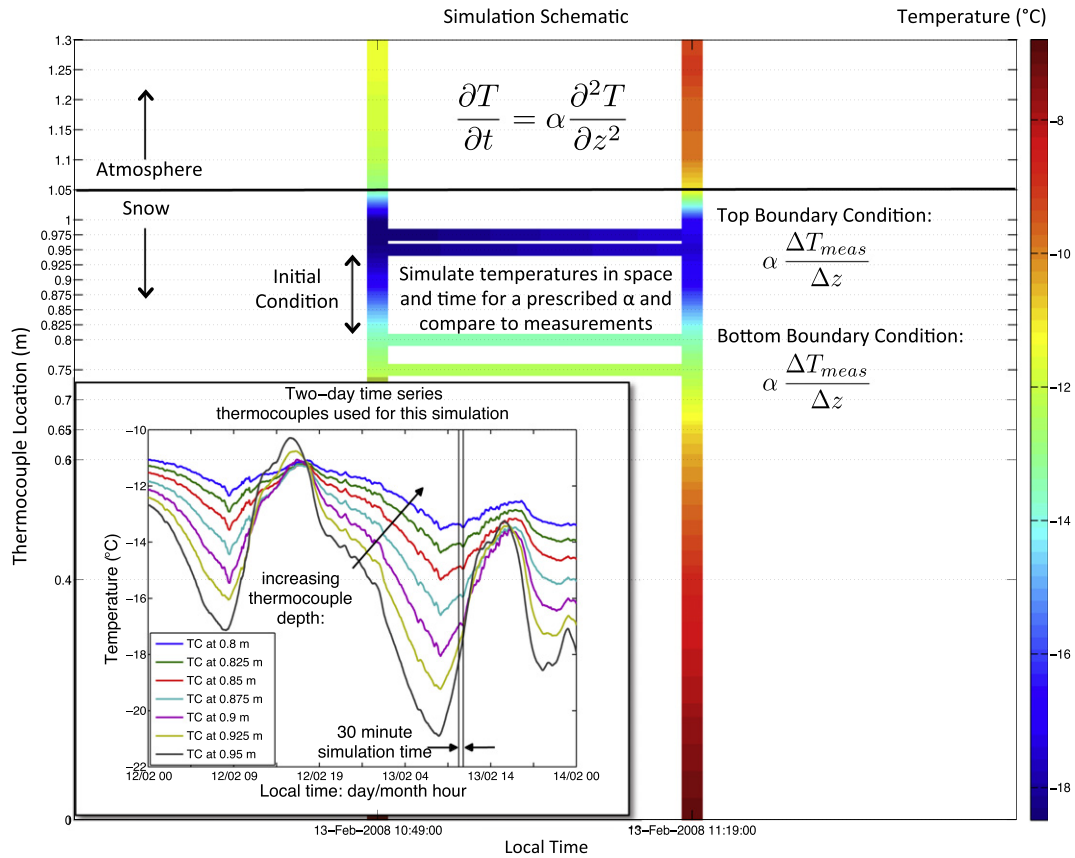 Simulation Schematic
Temperature (°C)
1.3
1.25
1.2
1.15
1.1
1.05
1
0.975
0.95
0.925
0.9
0.875
0.85
0.825
0.8
0.75
0.7
0.65
0.6
0.4
0
Thermocouple Location (m)
∂T/∂t = α ∂²T/∂z²
Atmosphere
Snow
Initial
Condition
Simulate temperatures in space
and time for a prescribed α and
compare to measurements
Top Boundary Condition:
α ΔT_meas/Δz
Bottom Boundary Condition:
α ΔT_meas/Δz
−8
−10
−12
−14
−16
−18
Two−day time series
thermocouples used for this simulation
−10
−12
−14
−16
−18
−20
−22
Temperature (°C)
increasing
thermocouple
depth:
TC at 0.8 m
TC at 0.825 m
TC at 0.85 m
TC at 0.875 m
TC at 0.9 m
TC at 0.925 m
TC at 0.95 m
30 minute
simulation time
12/02 00
12/02 09
12/02 19
13/02 04
13/02 14
14/02 00
Local time: day/month hour
13−Feb−2008 10:49:00
13−Feb−2008 11:19:00
Local Time